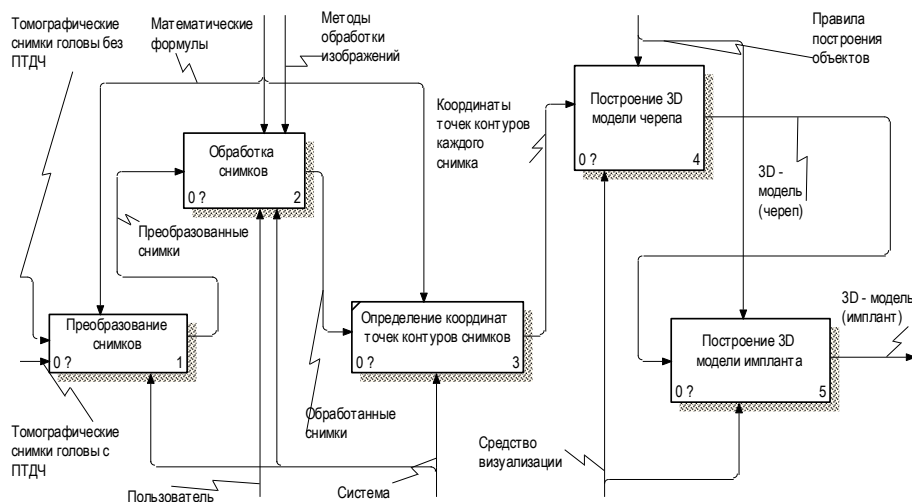 Томографические
снимки головы без
ПТДЧ
Математические
формулы
Методы
обработки
изображений
Правила
построения
объектов
Координаты
точек контуров
каждого
снимка
Построение 3D
модели черепа
0 ?
4
Обработка
снимков
0 ?
2
3D -
модель
(череп)
Преобразованные
снимки
Преобразование
снимков
0 ?
1
Определение координат
точек контуров снимков
0 ?
3
3D - модель
(имплант)
Построение 3D
модели импланта
0 ?
5
Обработанные
снимки
Томографические
снимки головы с
ПТДЧ
Средство
визуализации
Пользователь
Система